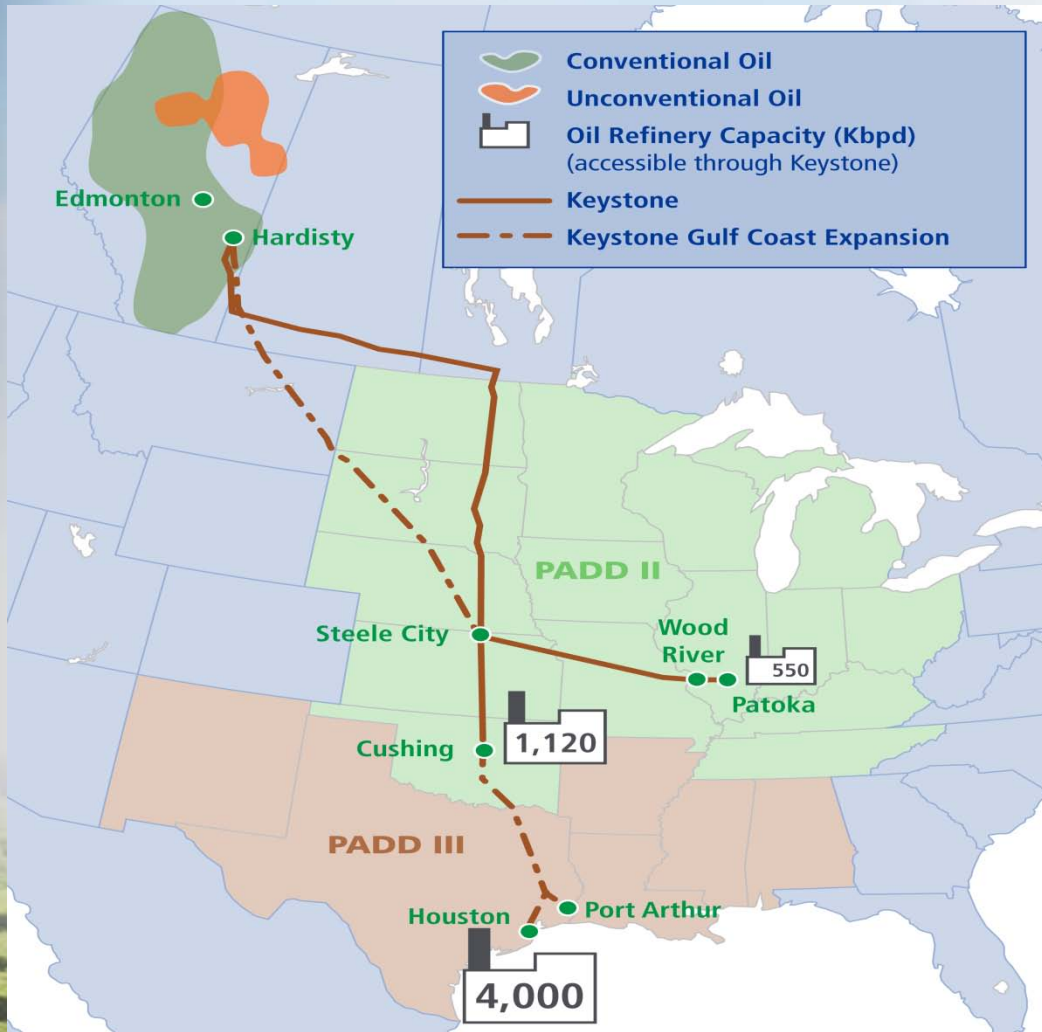 Conventional Oil
Unconventional Oil
Oil Refinery Capacity (Kbpd)
(accessible through Keystone)
Keystone
Keystone Gulf Coast Expansion
Edmonton
Hardisty
PADD II
Steele City
Wood
River
550
Patoka
Cushing
1,120
PADD III
Houston
Port Arthur
4,000